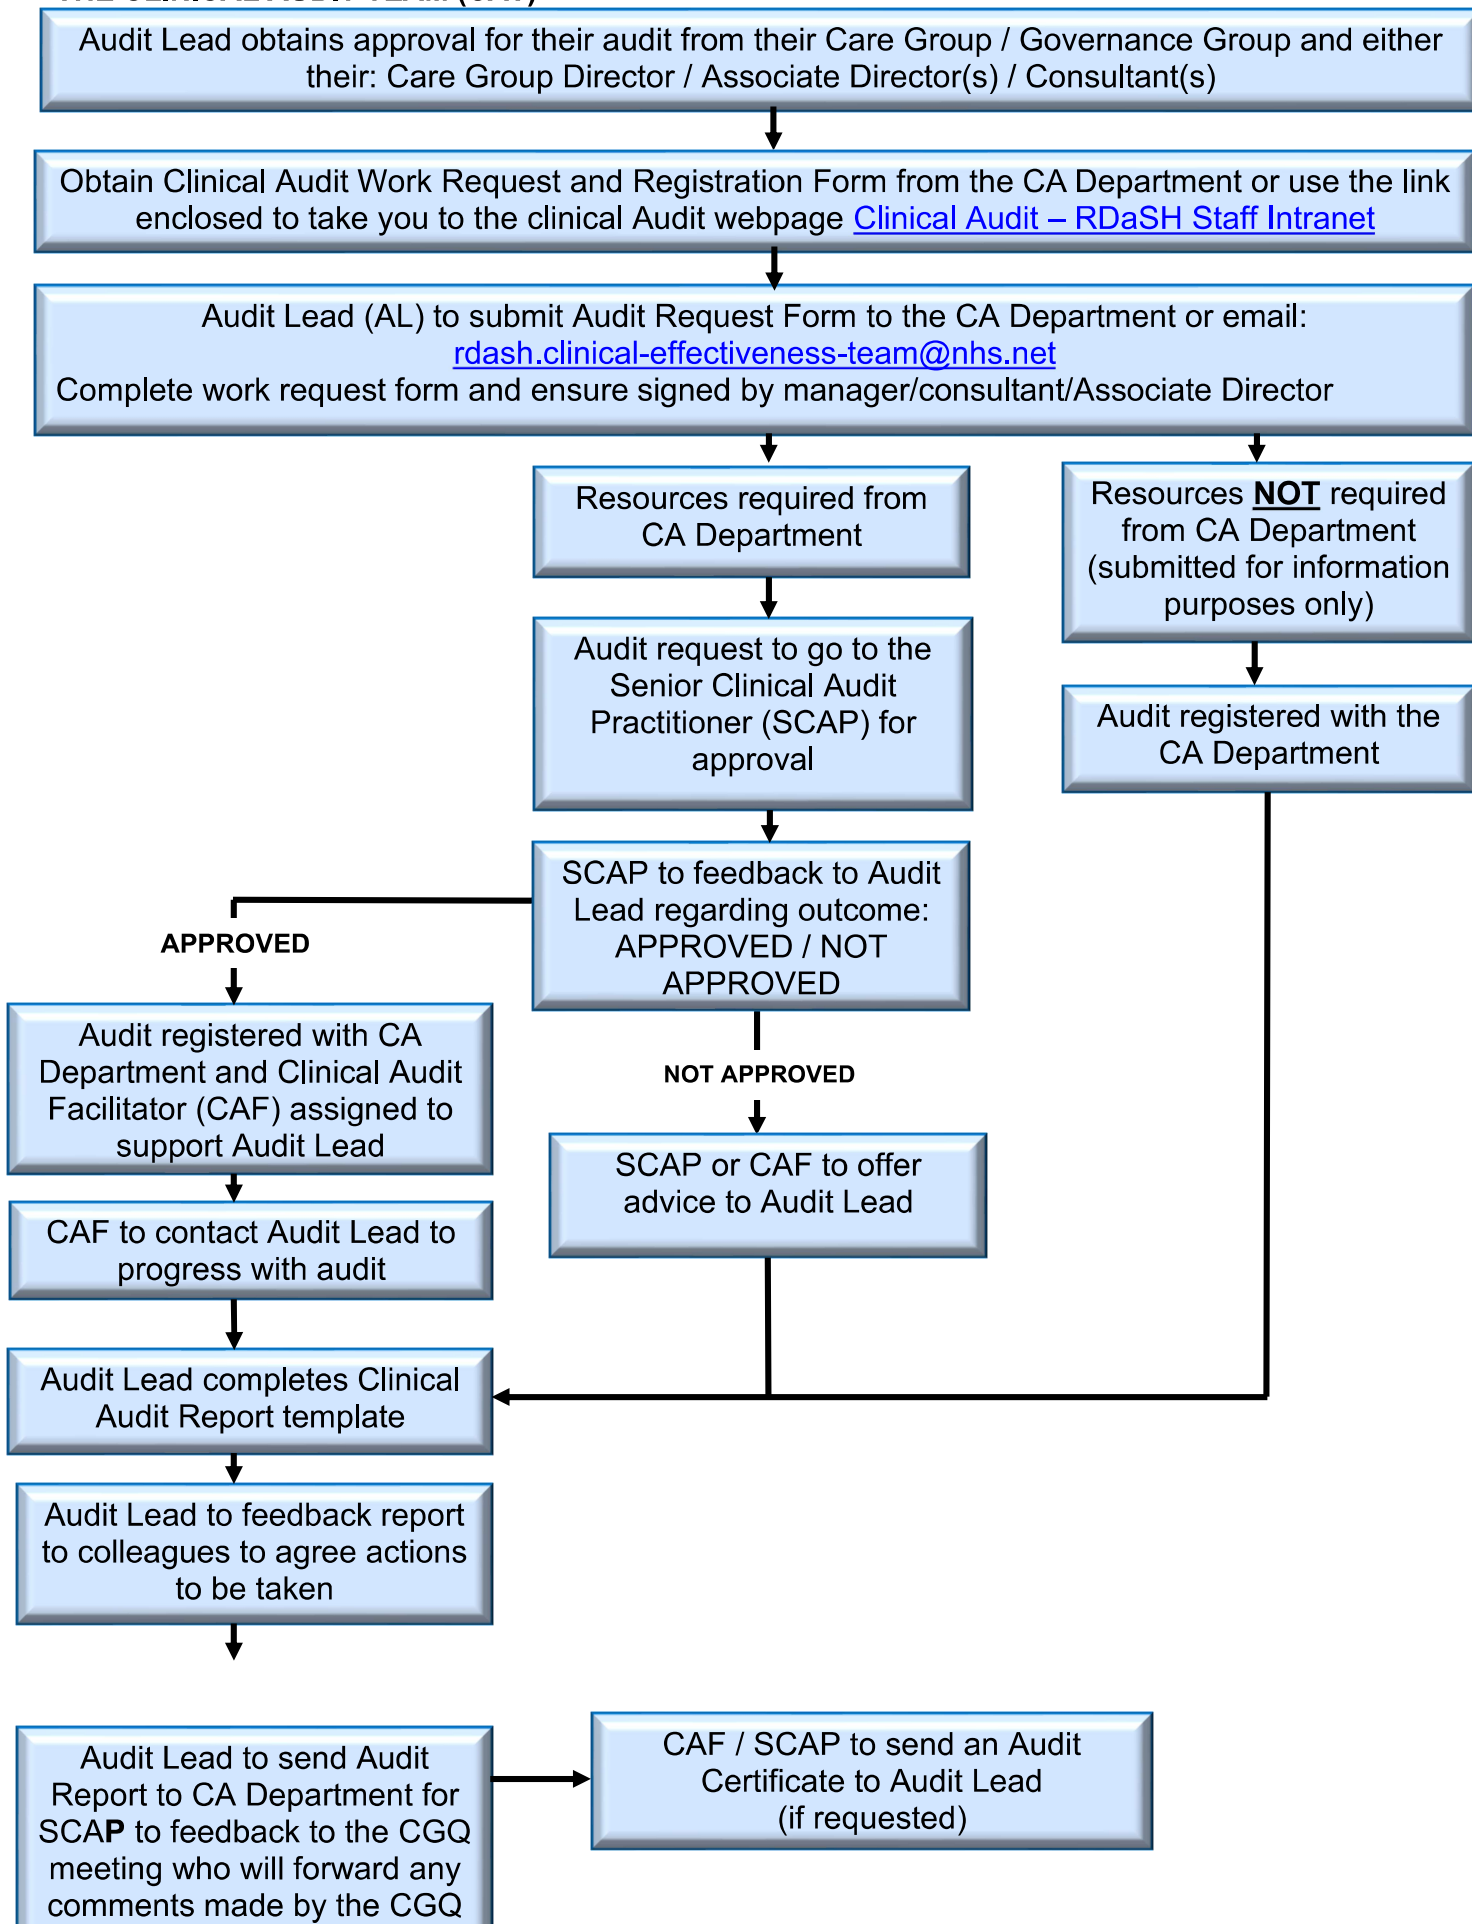 Audit Lead obtains approval for their audit from their Care Group / Governance Group and either
their: Care Group Director / Associate Director(s) / Consultant(s)
Obtain Clinical Audit Work Request and Registration Form from the CA Department or use the link
enclosed to take you to the clinical Audit webpage Clinical Audit – RDaSH Staff Intranet
Audit Lead (AL) to submit Audit Request Form to the CA Department or email:
rdash.clinical-effectiveness-team@nhs.net
Complete work request form and ensure signed by manager/consultant/Associate Director
Resources required from
CA Department
Resources NOT required
from CA Department
(submitted for information
purposes only)
Audit request to go to the
Senior Clinical Audit
Practitioner (SCAP) for
approval
Audit registered with the
CA Department
SCAP to feedback to Audit
Lead regarding outcome:
APPROVED / NOT
APPROVED
APPROVED
NOT APPROVED
Audit registered with CA
Department and Clinical Audit
Facilitator (CAF) assigned to
support Audit Lead
SCAP or CAF to offer
advice to Audit Lead
CAF to contact Audit Lead to
progress with audit
Audit Lead completes Clinical
Audit Report template
Audit Lead to feedback report
to colleagues to agree actions
to be taken
Audit Lead to send Audit
Report to CA Department for
SCAP to feedback to the CGQ
meeting who will forward any
comments made by the CGQ
CAF / SCAP to send an Audit
Certificate to Audit Lead
(if requested)